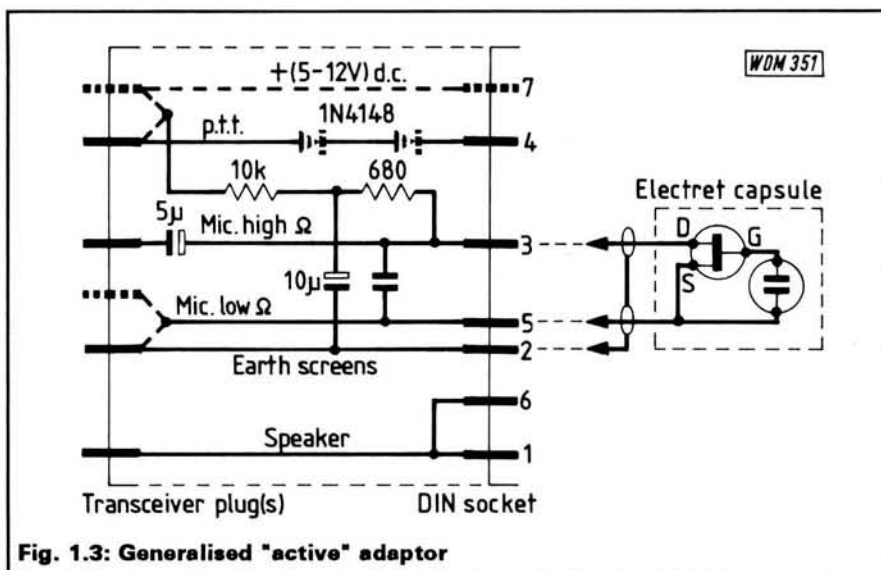 WDM 351
+(5-12V) d.c.
7
1N4148
p.t.t.
4
10k
680
Electret capsule
5µ
Mic. high Ω
3
D
G
S
10µ
Mic. low Ω
5
2
Earth screens
6
Speaker
1
Transceiver plug(s)
DIN socket
Fig. 1.3: Generalised "active" adaptor